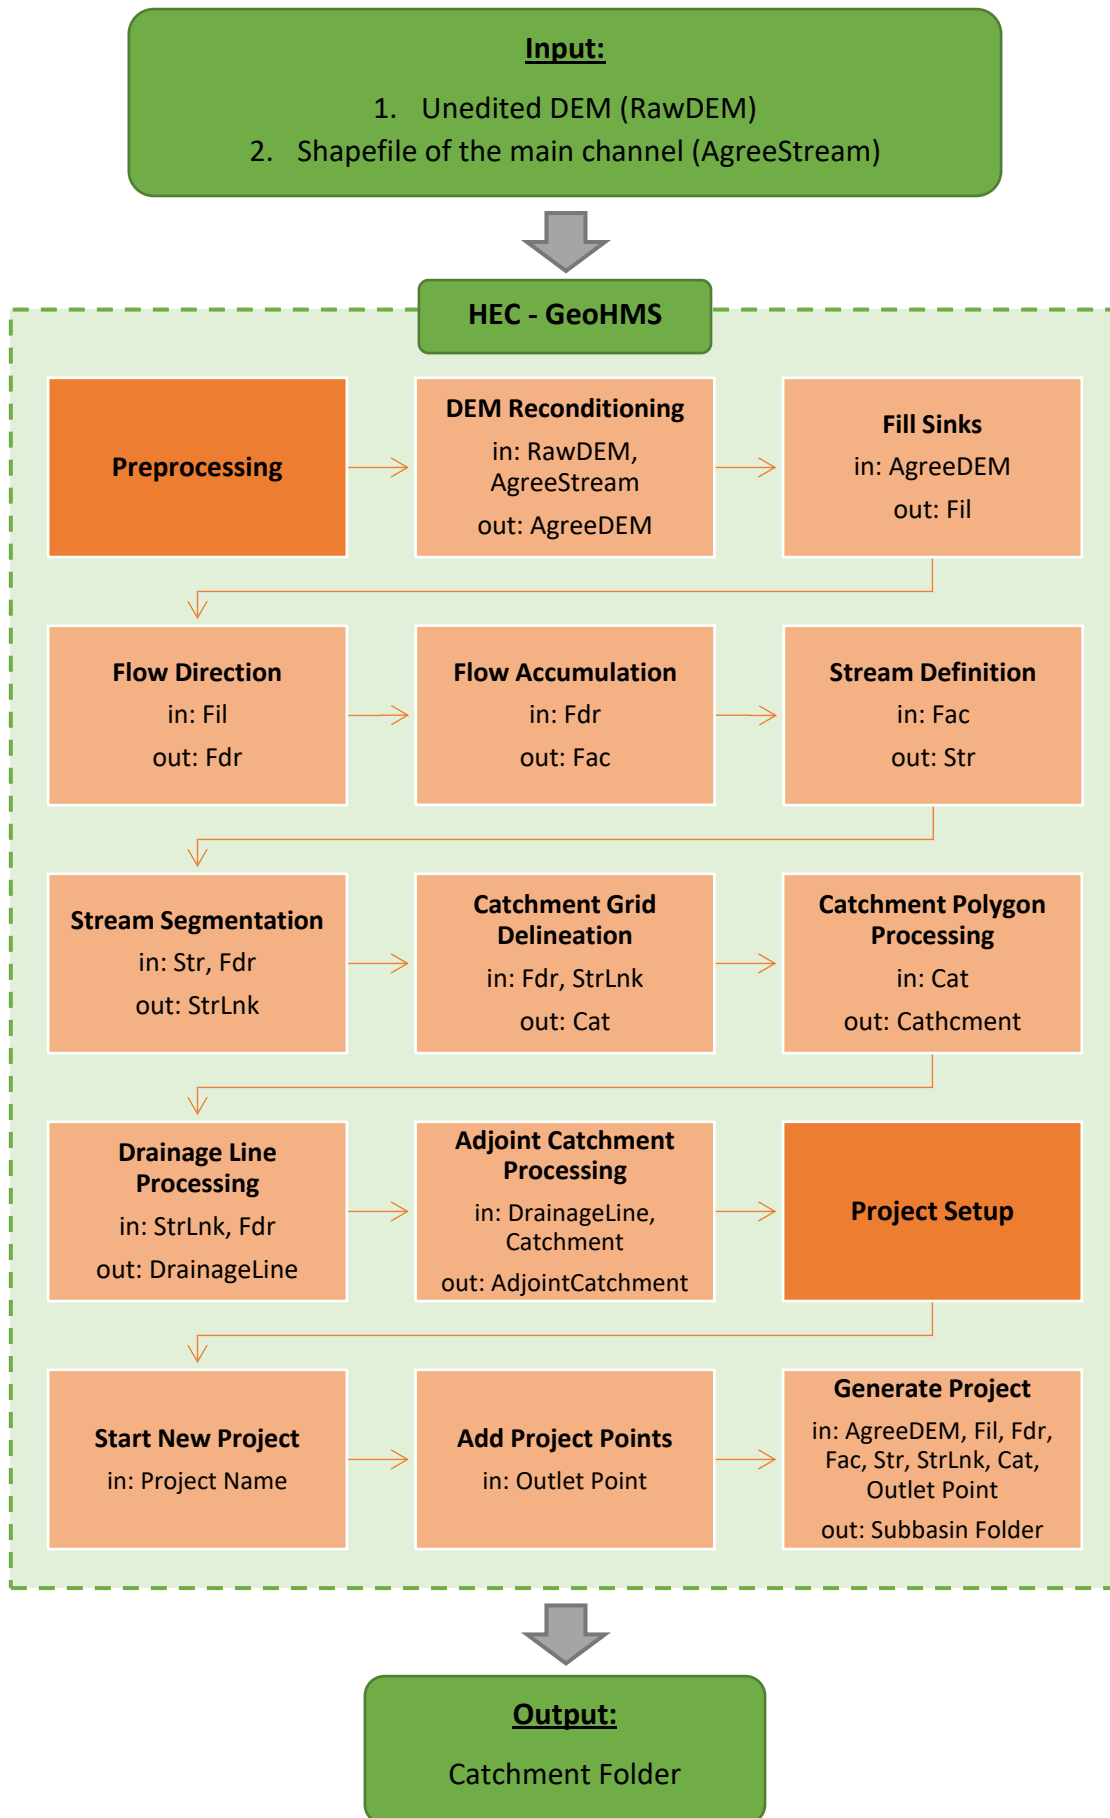 Input:
1. Unedited DEM (RawDEM)
2. Shapefile of the main channel (AgreeStream)
HEC - GeoHMS
Preprocessing
DEM Reconditioning
in: RawDEM,
AgreeStream
out: AgreeDEM
Fill Sinks
in: AgreeDEM
out: Fil
Flow Direction
in: Fil
out: Fdr
Flow Accumulation
in: Fdr
out: Fac
Stream Definition
in: Fac
out: Str
Stream Segmentation
in: Str, Fdr
out: StrLnk
Catchment Grid
Delineation
in: Fdr, StrLnk
out: Cat
Catchment Polygon
Processing
in: Cat
out: Cathcment
Drainage Line
Processing
in: StrLnk, Fdr
out: DrainageLine
Adjoint Catchment
Processing
in: DrainageLine,
Catchment
out: AdjointCatchment
Project Setup
Start New Project
in: Project Name
Add Project Points
in: Outlet Point
Generate Project
in: AgreeDEM, Fil, Fdr,
Fac, Str, StrLnk, Cat,
Outlet Point
out: Subbasin Folder
Output:
Catchment Folder